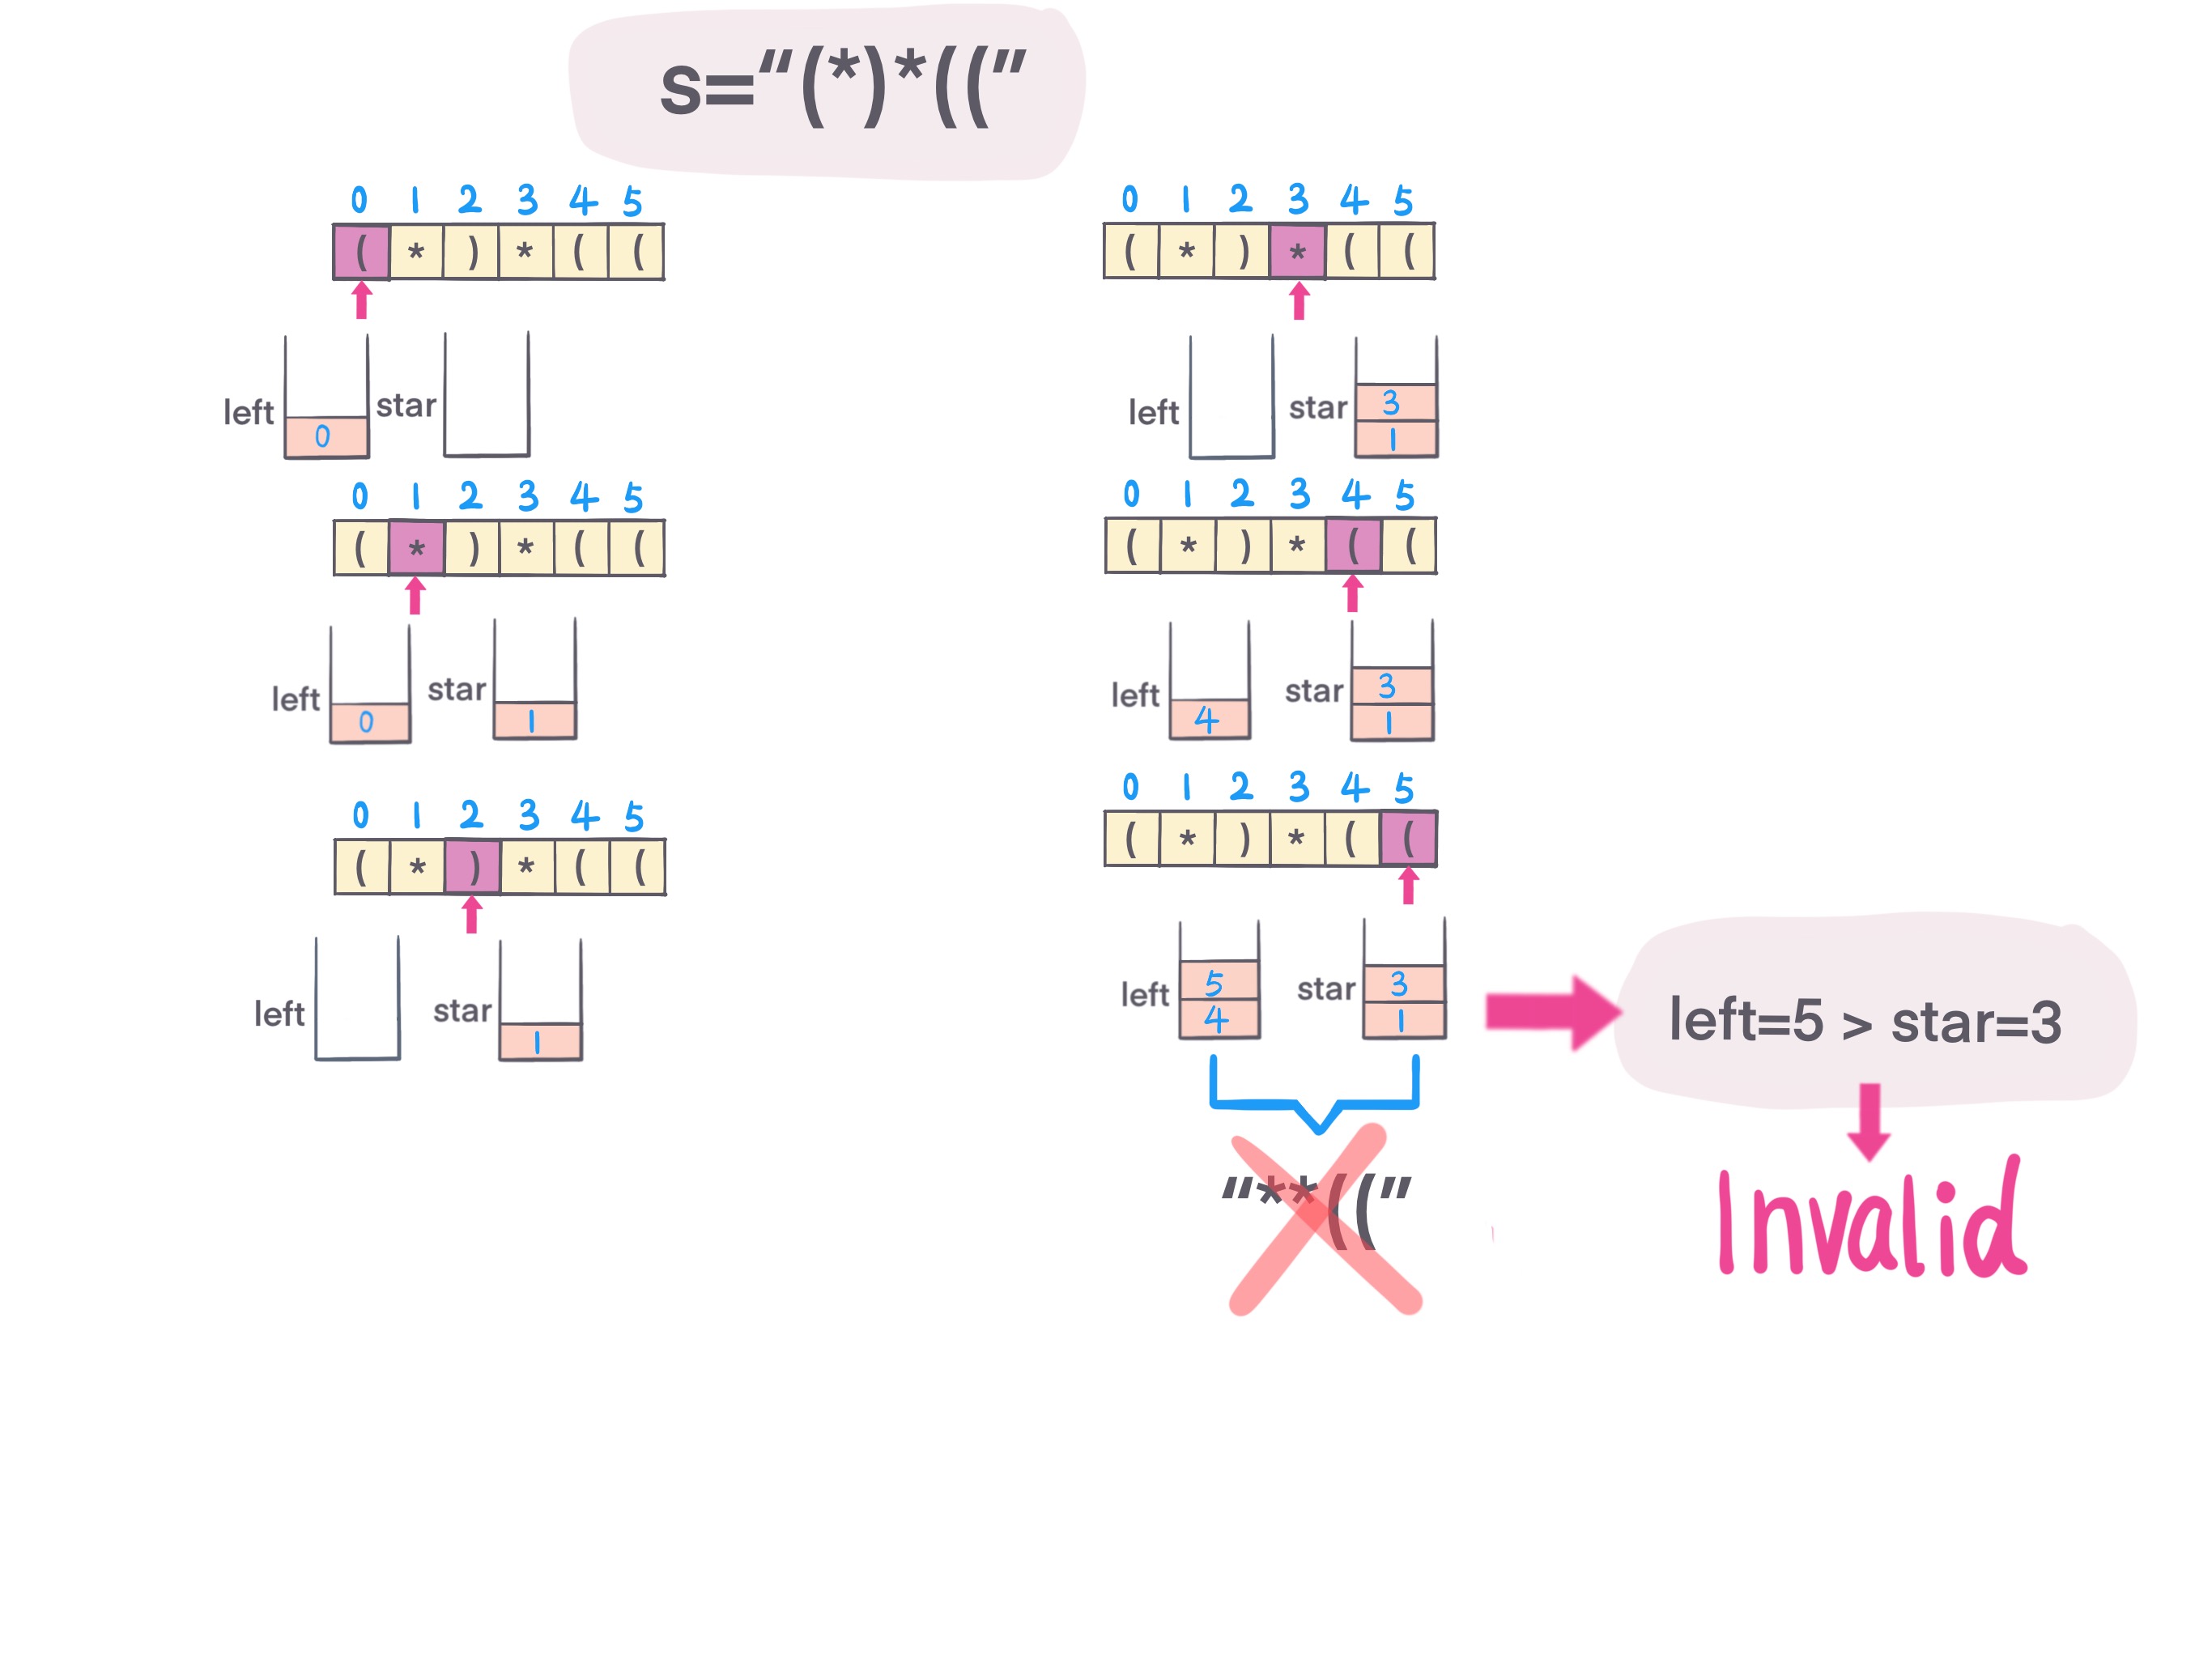 s=“(*)*((”
0 1 2 3 4 5
( * ) * ( (
left 0 star
0 1 2 3 4 5
( * ) * ( (
left 0 star 1
0 1 2 3 4 5
( * ) * ( (
left star 1
0 1 2 3 4 5
( * ) * ( (
left star 3
1
0 1 2 3 4 5
( * ) * ( (
left 4 star 3
1
0 1 2 3 4 5
( * ) * ( (
left 5 star 3
4 1
“**((”
left=5 > star=3
Invalid